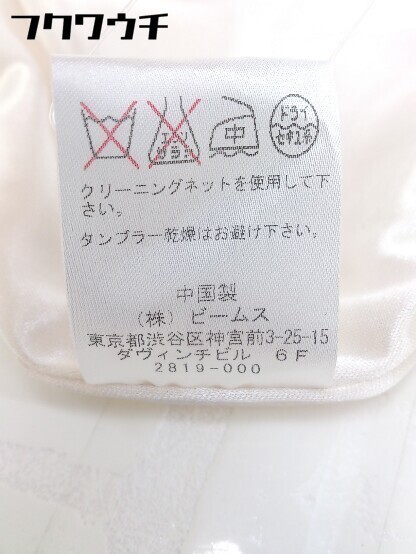 フクワウチ
エンソ
サラシ
中
ドライ
セキユ系
クリーニングネットを使用して下
さい。
タンブラー乾燥はお避け下さい。
中国製
(株) ビームス
東京都渋谷区神宮前3-25-15
ダヴィンチビル 6F
2819-000